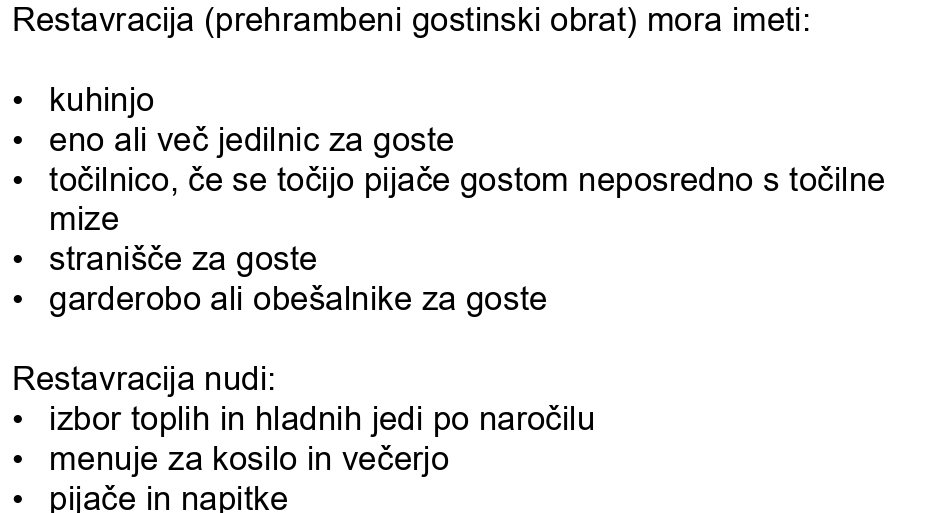 Restavracija (prehrambeni gostinski obrat) mora imeti:
• kuhinjo
• eno ali več jedilnic za goste
• točilnico, če se točijo pijače gostom neposredno s točilne
mize
• stranišče za goste
• garderobo ali obešalnike za goste
Restavracija nudi:
• izbor toplih in hladnih jedi po naročilu
• menuje za kosilo in večerjo
• pijače in napitke